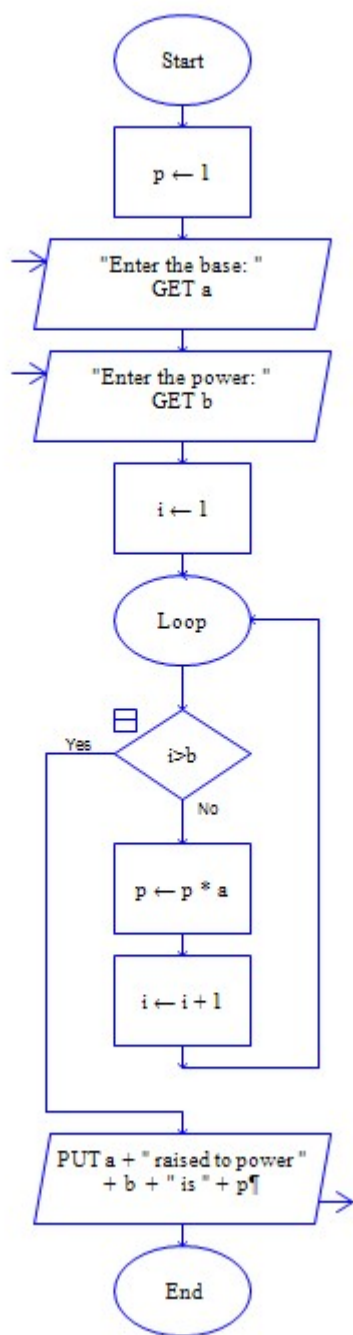 Start
p ← 1
"Enter the base: "
GET a
"Enter the power: "
GET b
i ← 1
Loop
Yes
i>b
No
p ← p * a
i ← i + 1
PUT a + " raised to power "
+ b + " is " + p¶
End